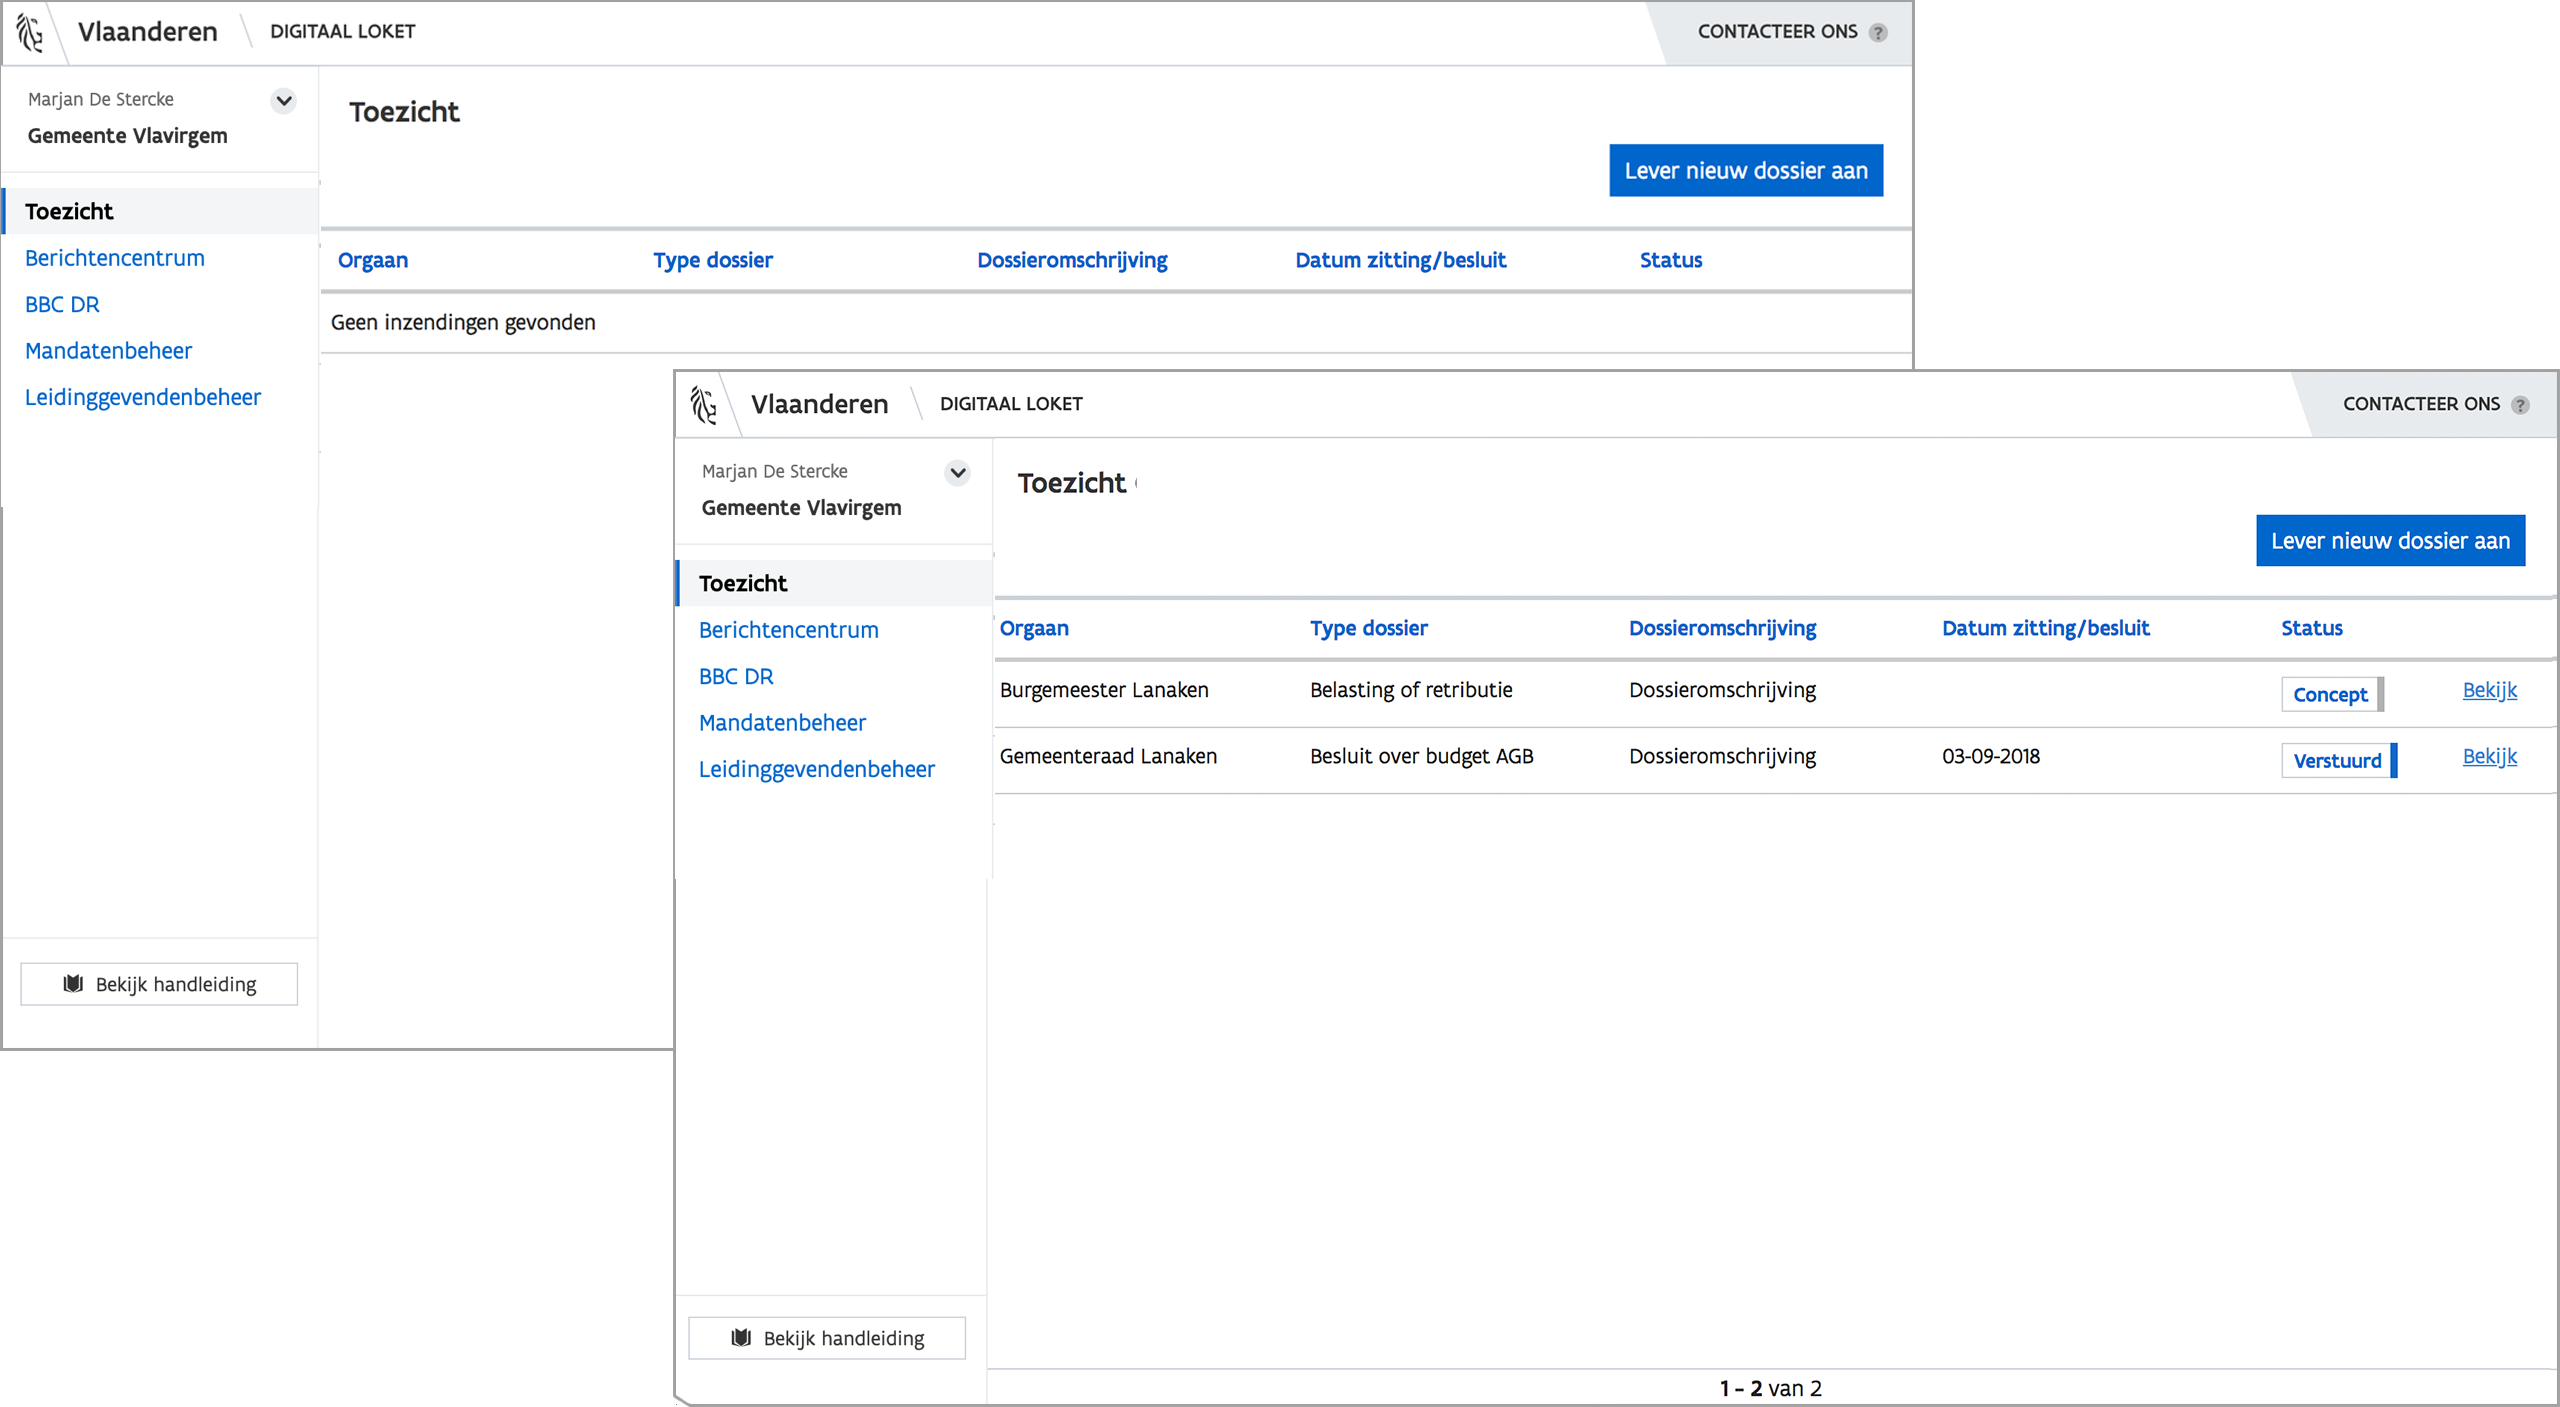 Vlaanderen DIGITAAL LOKET CONTACTEER ONS ?
Marjan De Stercke
Gemeente Vlavirgem
Toezicht
Berichtencentrum
BBC DR
Mandatenbeheer
Leidinggevendenbeheer
Bekijk handleiding
Toezicht
Lever nieuw dossier aan
Orgaan Type dossier Dossieromschrijving Datum zitting/besluit Status
Geen inzendingen gevonden
Vlaanderen DIGITAAL LOKET CONTACTEER ONS ?
Marjan De Stercke
Gemeente Vlavirgem
Toezicht
Berichtencentrum
BBC DR
Mandatenbeheer
Leidinggevendenbeheer
Bekijk handleiding
Toezicht
Lever nieuw dossier aan
Orgaan Type dossier Dossieromschrijving Datum zitting/besluit Status
Burgemeester Lanaken Belasting of retributie Dossieromschrijving Concept Bekijk
Gemeenteraad Lanaken Besluit over budget AGB Dossieromschrijving 03-09-2018 Verstuurd Bekijk
1 - 2 van 2